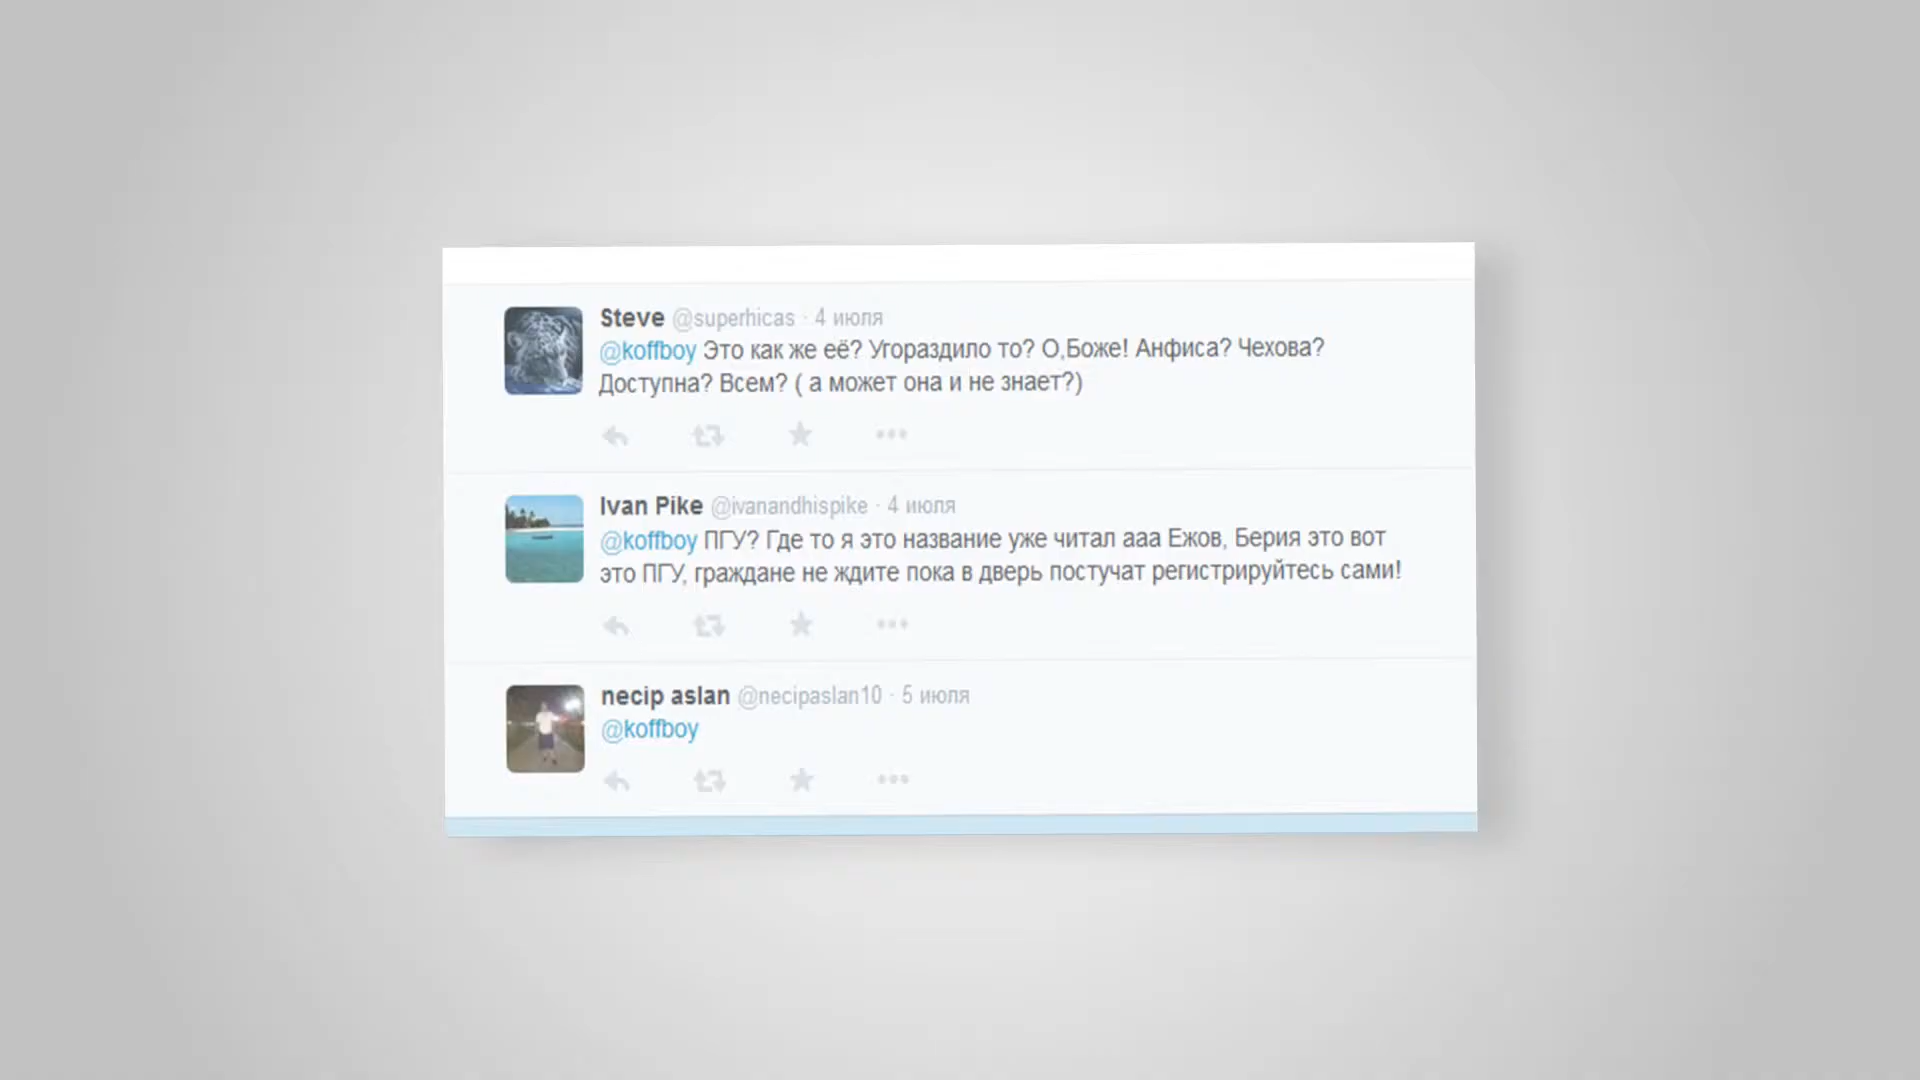 Steve @superhicas · 4 июля
@koffboy Это как же её? Угораздило то? О,Боже! Анфиса? Чехова?
Доступна? Всем? ( а может она и не знает?)
Ivan Pike @ivanandhispike · 4 июля
@koffboy ПГУ? Где то я это название уже читал ааа Ежов, Берия это вот
это ПГУ, граждане не ждите пока в дверь постучат регистрируйтесь сами!
necip aslan @necipaslan10 · 5 июля
@koffboy